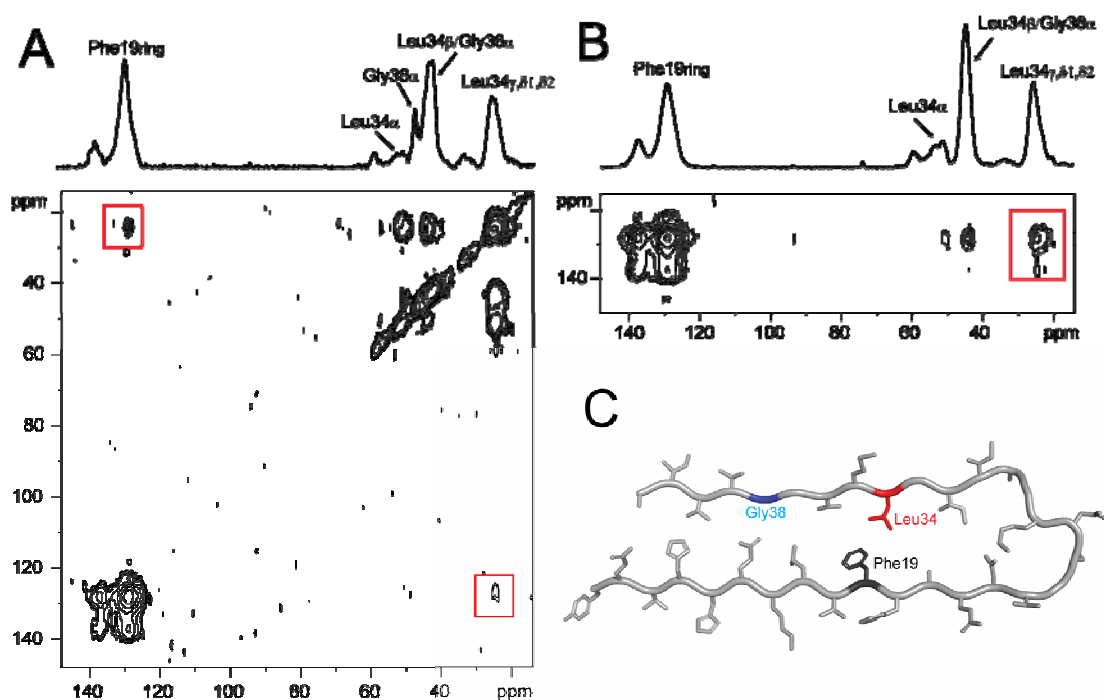 A
Phe19ring
Leu34β/Gly38α
Gly38α
Leu34γ,δ1,δ2
Leu34α
ppm
40
60
80
100
120
140
140 120 100 80 60 40 ppm
B
Leu34β/Gly38α
Phe19ring
Leu34γ,δ1,δ2
Leu34α
ppm
140
140 120 100 80 60 40 ppm
C
Gly38
Leu34
Phe19